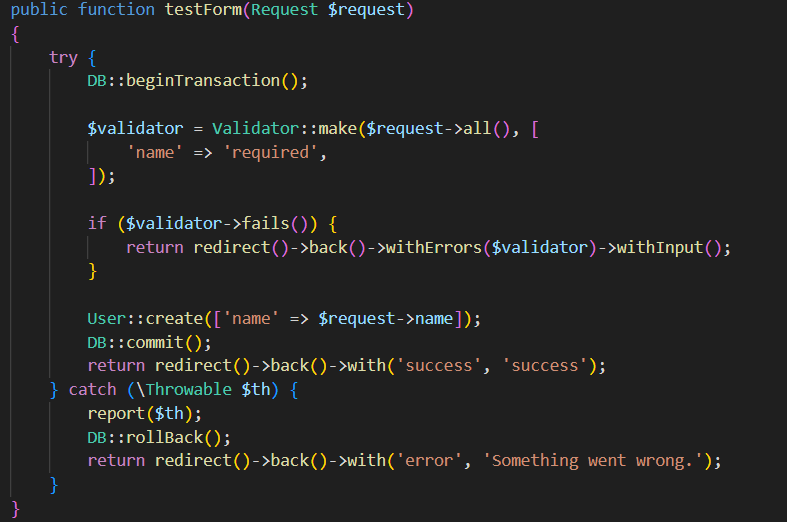 public function testForm(Request $request)
{
    try {
        DB::beginTransaction();

        $validator = Validator::make($request->all(), [
            'name' => 'required',
        ]);

        if ($validator->fails()) {
            return redirect()->back()->withErrors($validator)->withInput();
        }

        User::create(['name' => $request->name]);
        DB::commit();
        return redirect()->back()->with('success', 'success');
    } catch (\Throwable $th) {
        report($th);
        DB::rollBack();
        return redirect()->back()->with('error', 'Something went wrong.');
    }
}